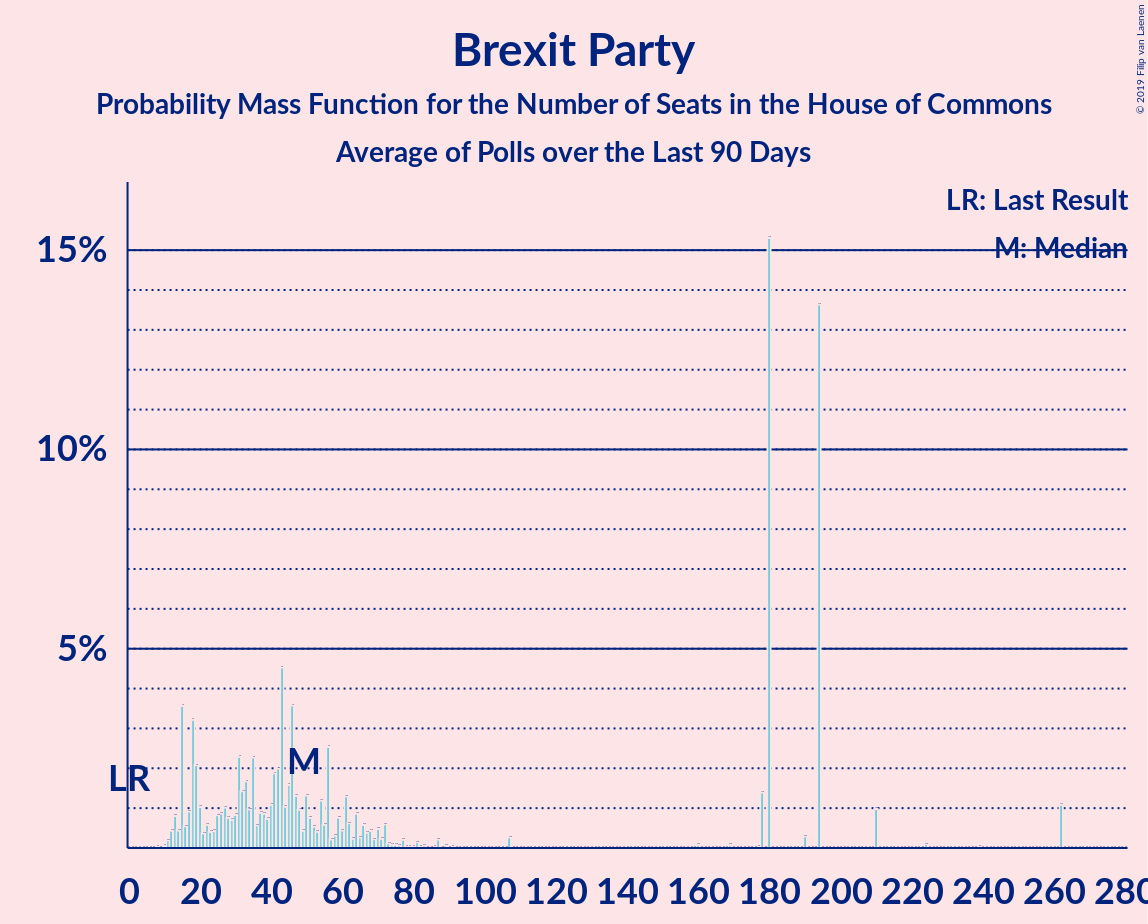 Brexit Party
Probability Mass Function for the Number of Seats in the House of Commons
Average of Polls over the Last 90 Days
© 2019 Filip van Laenen
LR: Last Result
M: Median
15%
10%
5%
LR
M
0 20 40 60 80 100 120 140 160 180 200 220 240 260 280